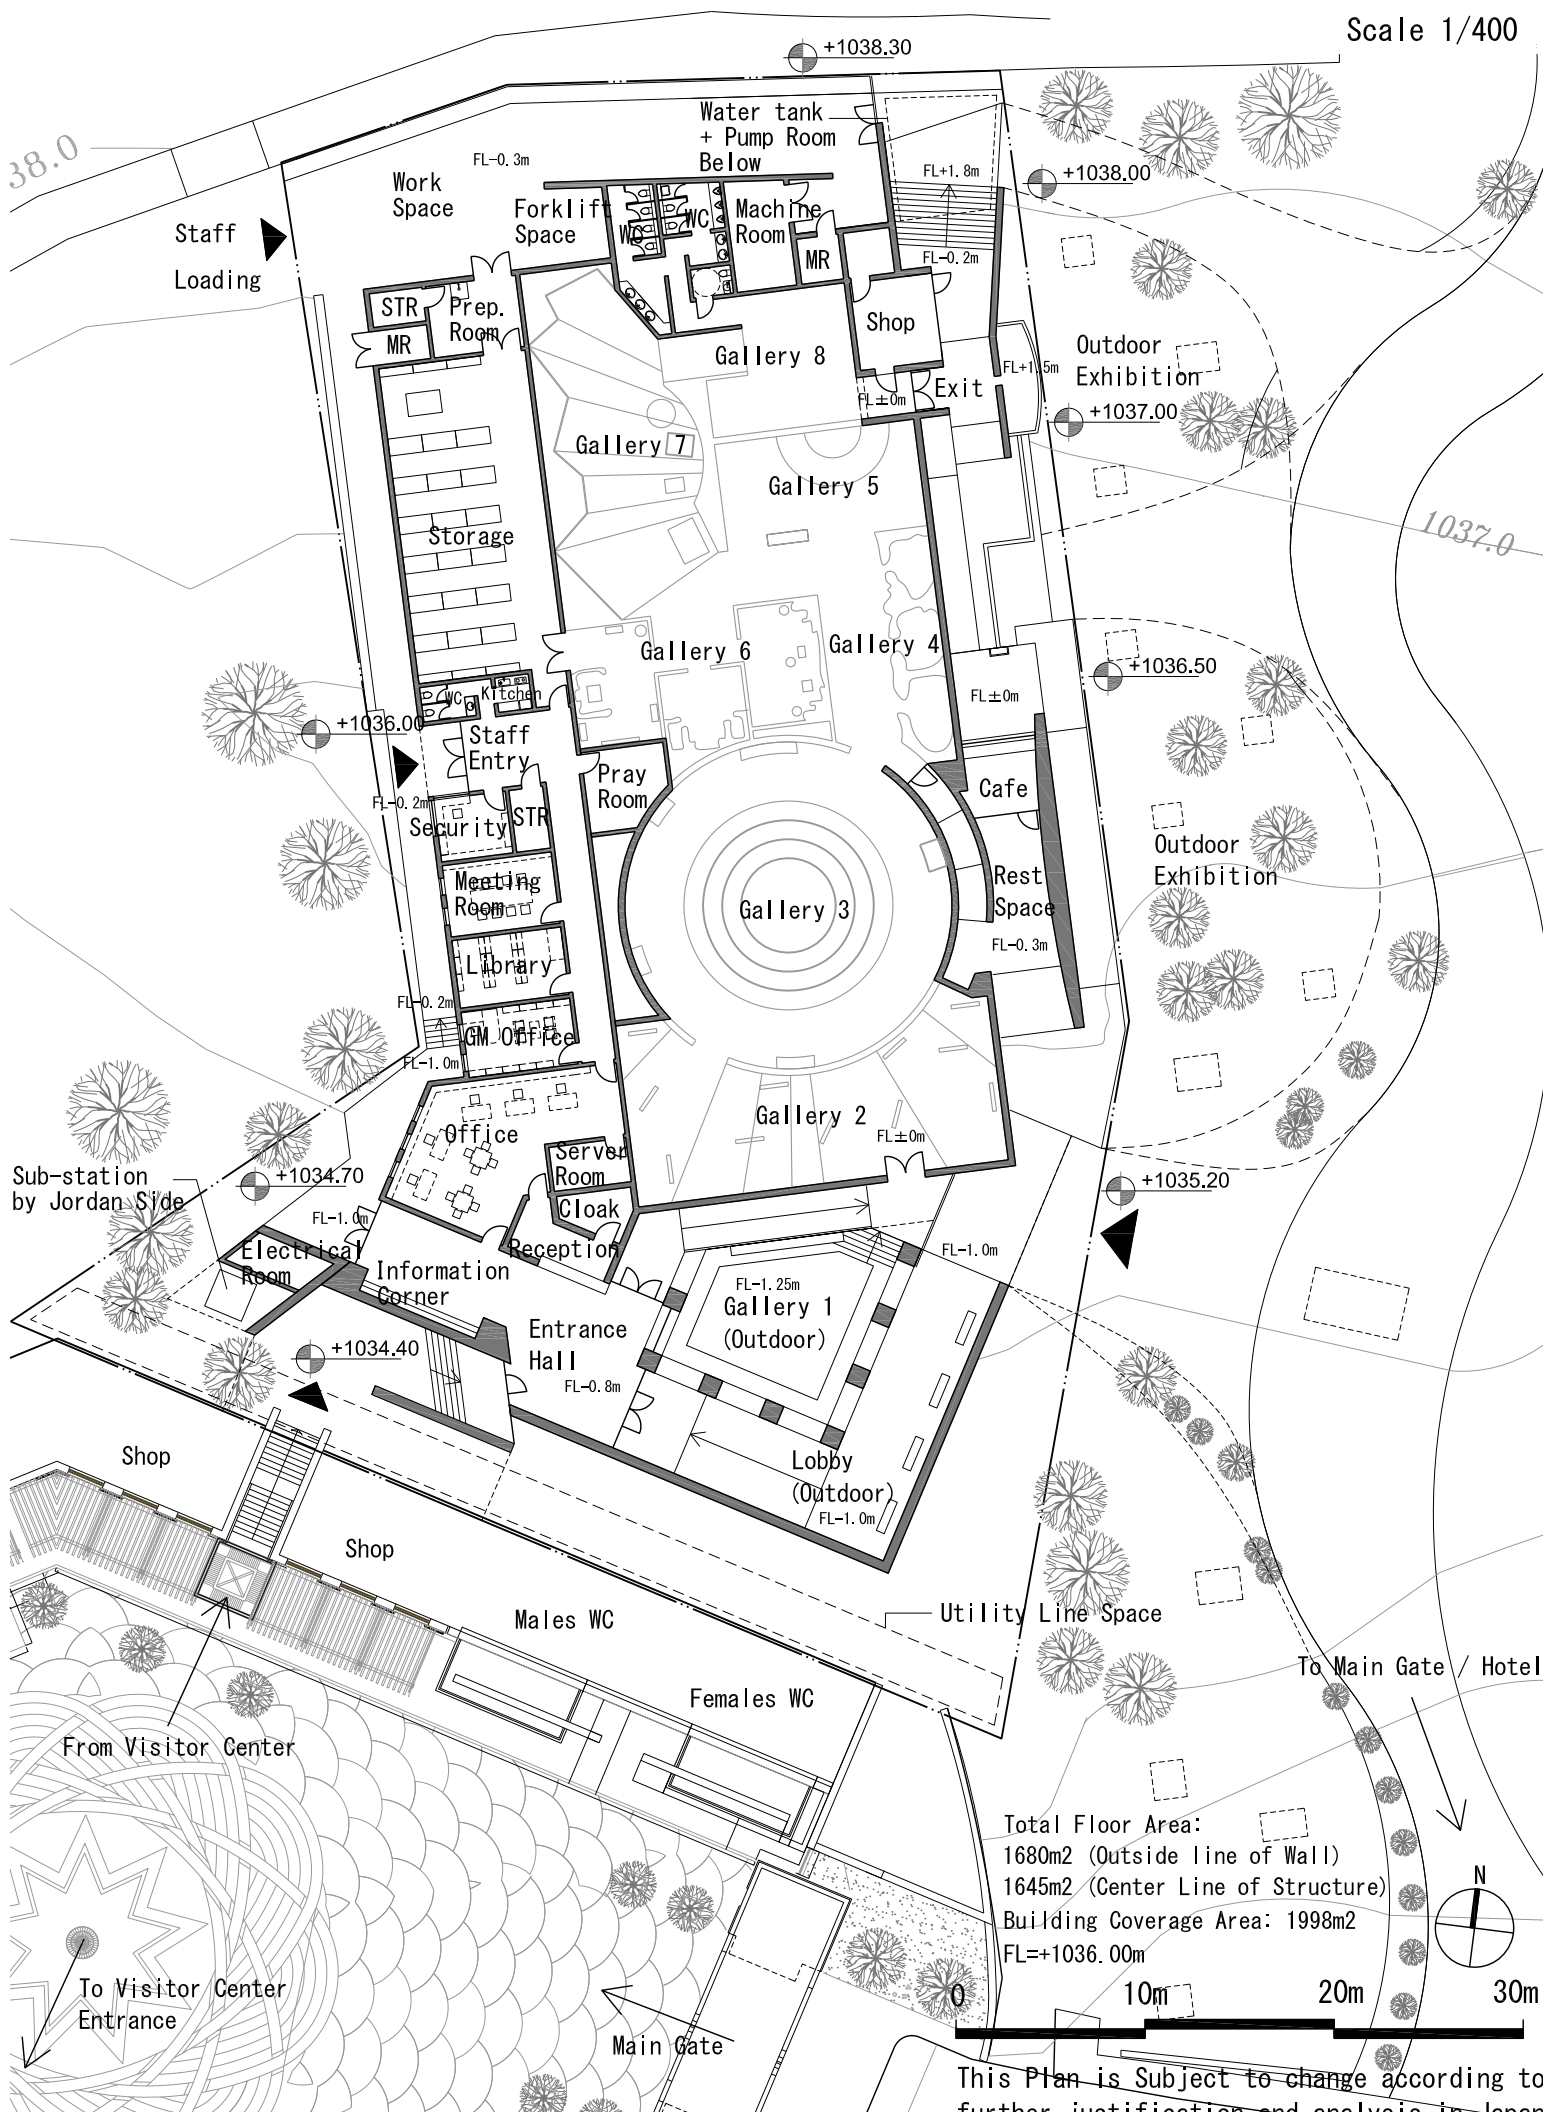 Scale 1/400
+1038.30
38.0
Water tank
+ Pump Room
Below
FL-0.3m
Work
Space
FL+1.8m
+1038.00
Forklift
Space
WC
WC
Machine
Room
Staff
Loading
FL-0.2m
MR
STR
Prep.
Room
MR
Shop
Gallery 8
Outdoor
Exhibition
FL+1.5m
Exit
FL±0m
+1037.00
Gallery 7
Gallery 5
1037.0
Storage
Gallery 6
Gallery 4
+1036.50
WC
Kitchen
FL±0m
+1036.00
Staff
Entry
Pray
Room
Cafe
FL-0.2m
Security
STR
Outdoor
Exhibition
Meeting
Room
Rest
Space
Gallery 3
FL-0.3m
Library
FL-0.2m
GM Office
FL-1.0m
Gallery 2
FL±0m
Office
Server
Room
Sub-station
by Jordan Side
+1034.70
+1035.20
FL-1.0m
Cloak
Electrical
Room
Reception
FL-1.0m
Information
Corner
FL-1.25m
Gallery 1
(Outdoor)
Entrance
Hall
+1034.40
FL-0.8m
Shop
Lobby
(Outdoor)
FL-1.0m
Shop
Males WC
Utility Line Space
To Main Gate / Hotel
Females WC
From Visitor Center
Total Floor Area:
1680m2 (Outside line of Wall)
1645m2 (Center Line of Structure)
Building Coverage Area: 1998m2
FL=+1036.00m
N
To Visitor Center
Entrance
0 10m 20m 30m
Main Gate
This Plan is Subject to change according to
further justification and analysis in Japan